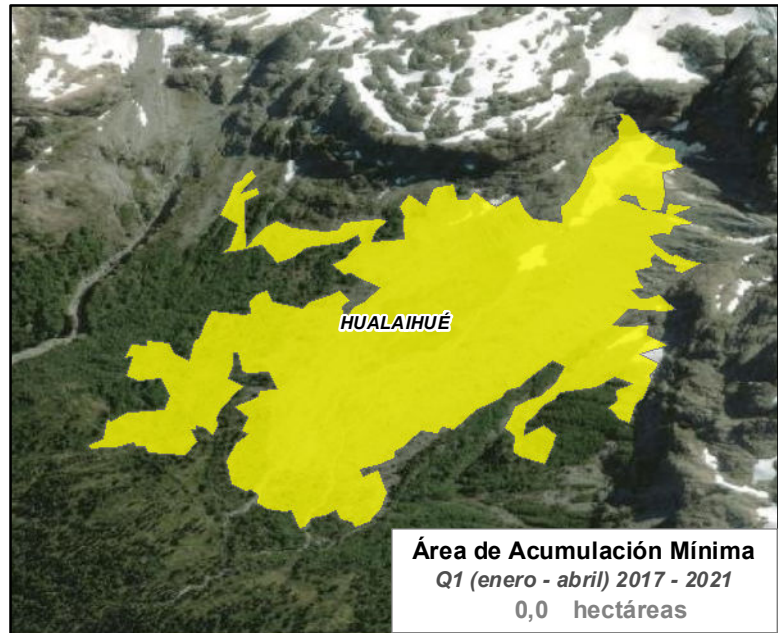 HUALAIHUÉ
Área de Acumulación Mínima
Q1 (enero - abril) 2017 - 2021
0,0 hectáreas